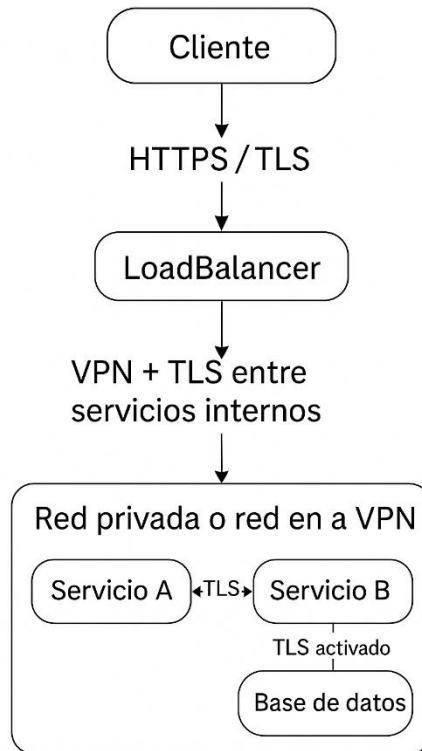 Cliente
HTTPS / TLS
LoadBalancer
VPN + TLS entre
servicios internos
Red privada o red en a VPN
Servicio A
TLS
Servicio B
TLS activado
Base de datos